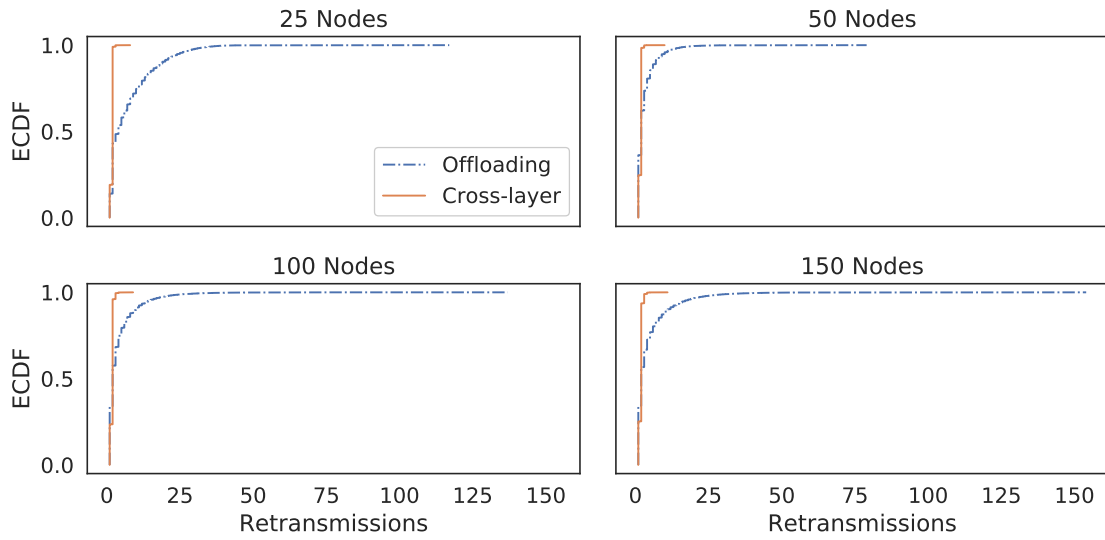 25 Nodes
50 Nodes
ECDF
1.0
0.5
0.0
Offloading
Cross-layer
100 Nodes
150 Nodes
ECDF
1.0
0.5
0.0
0 25 50 75 100 125 150
0 25 50 75 100 125 150
Retransmissions
Retransmissions